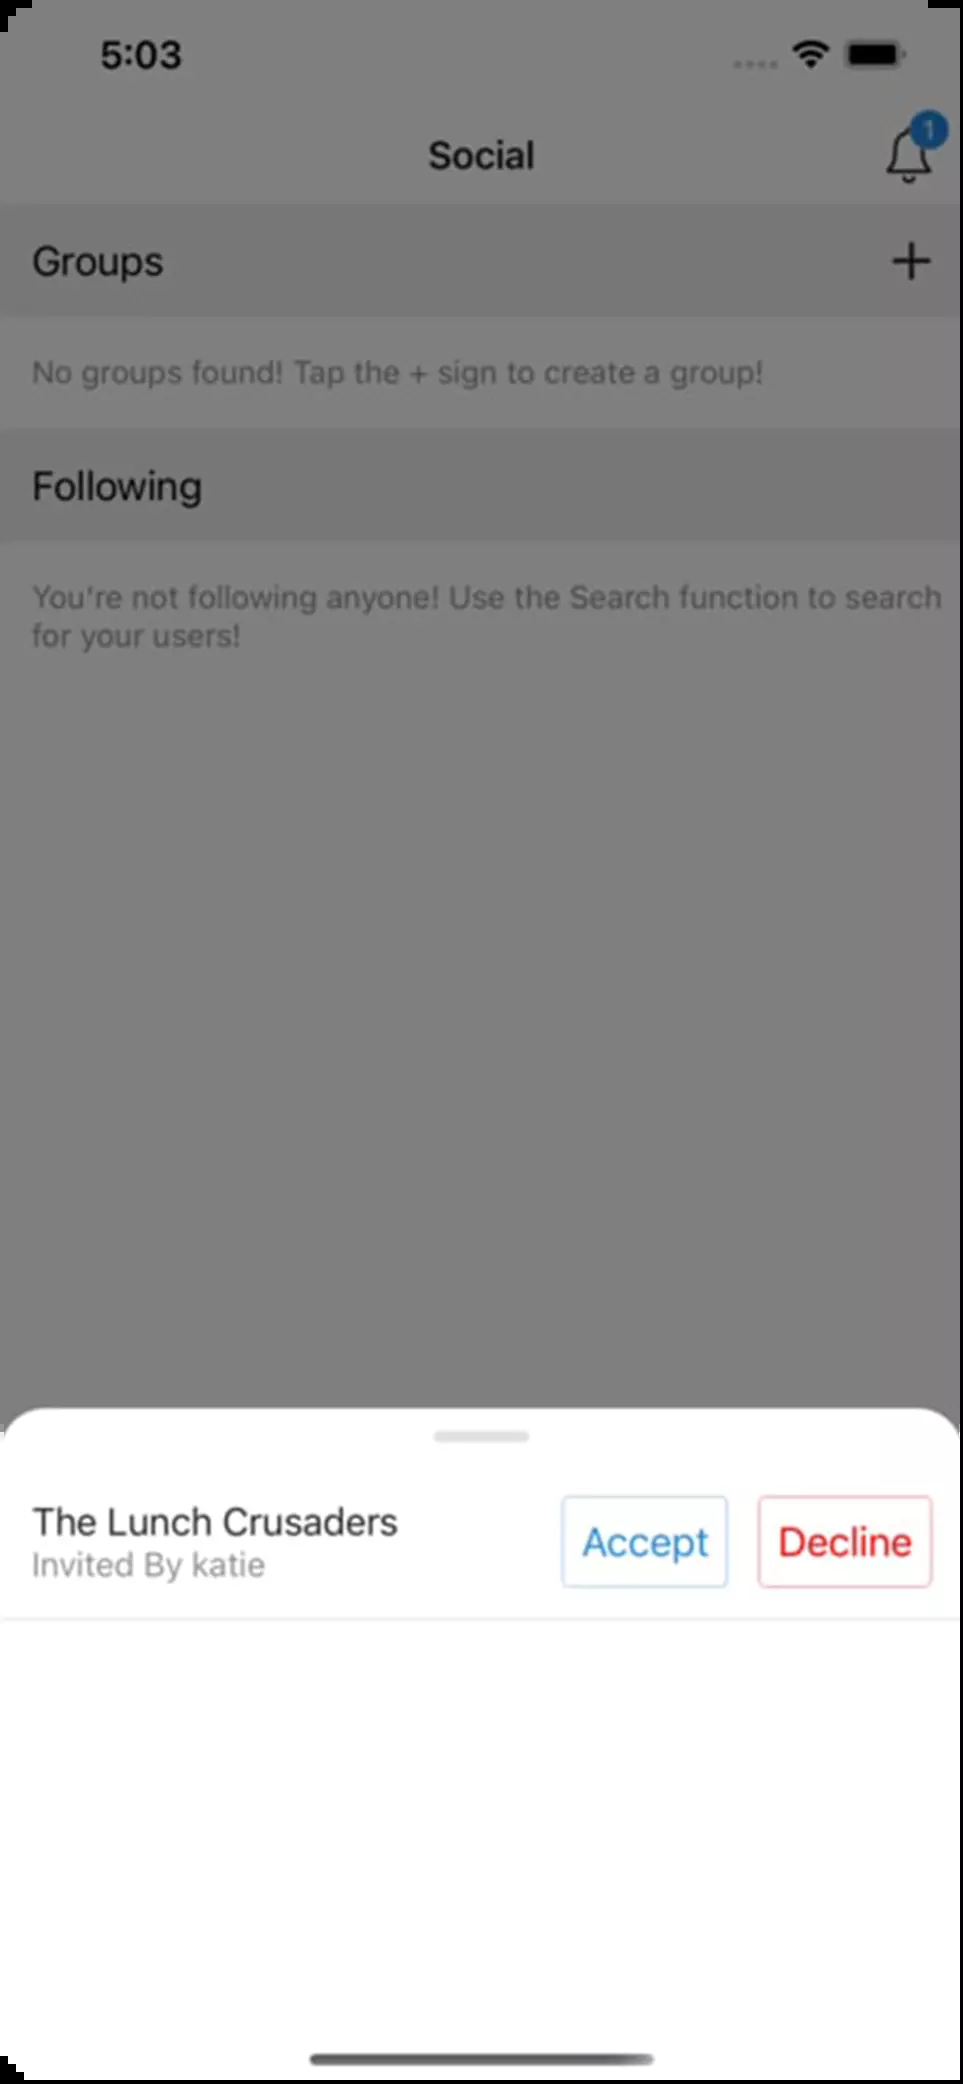 5:03
Social
1
Groups
+
No groups found! Tap the + sign to create a group!
Following
You're not following anyone! Use the Search function to search
for your users!
The Lunch Crusaders
Invited By katie
Accept
Decline